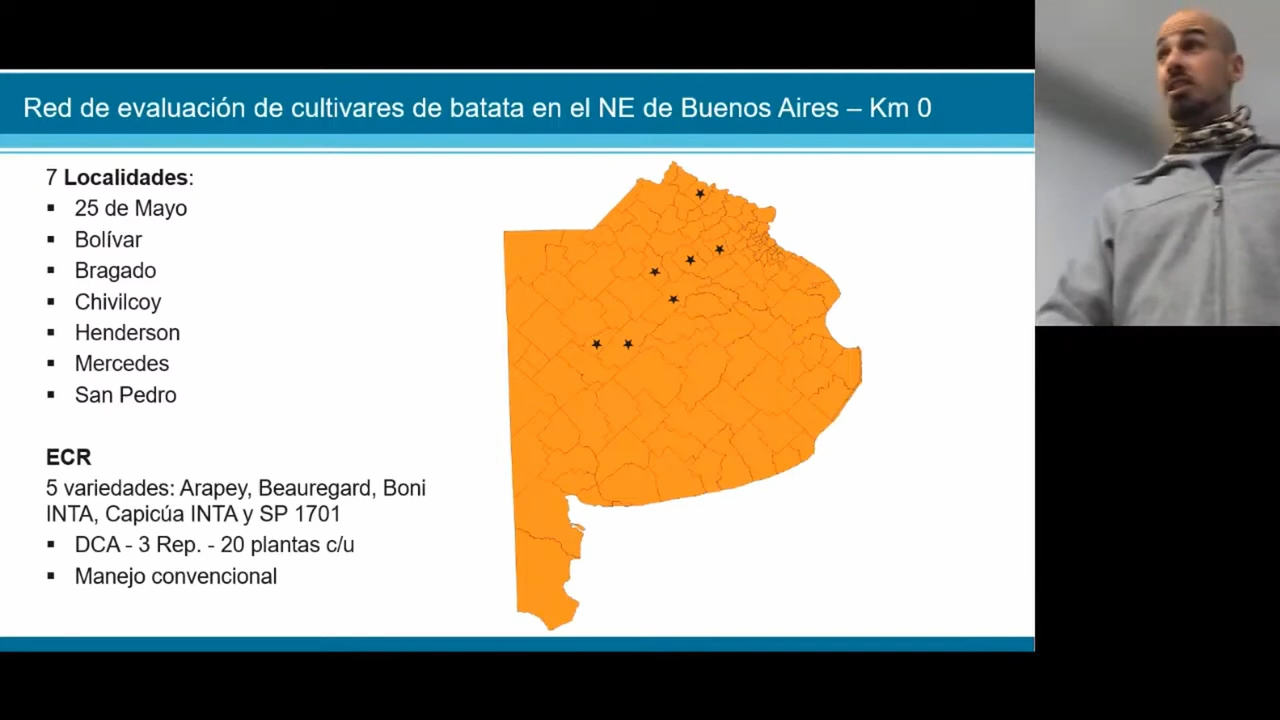 Red de evaluación de cultivares de batata en el NE de Buenos Aires – Km 0
7 Localidades:
▪ 25 de Mayo
▪ Bolívar
▪ Bragado
▪ Chivilcoy
▪ Henderson
▪ Mercedes
▪ San Pedro
ECR
5 variedades: Arapey, Beauregard, Boni
INTA, Capicúa INTA y SP 1701
▪ DCA - 3 Rep. - 20 plantas c/u
▪ Manejo convencional